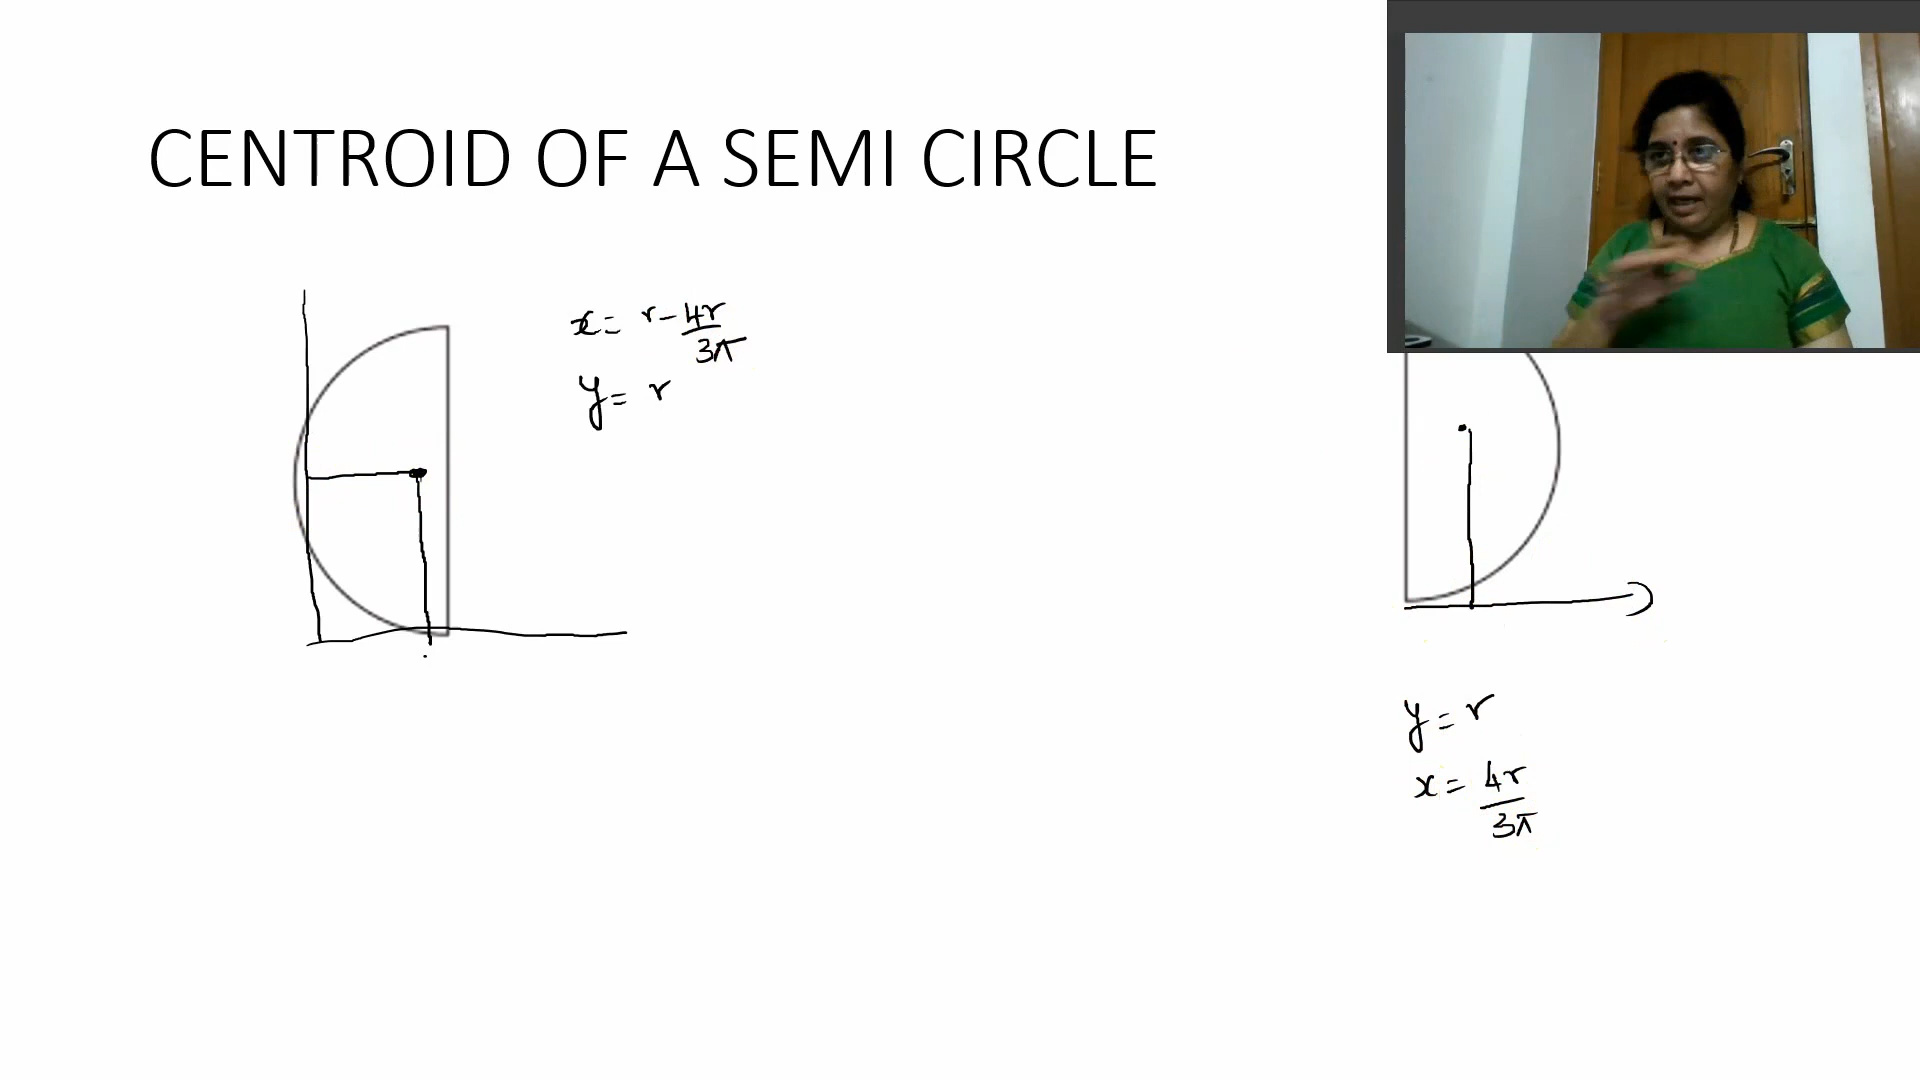 CENTROID OF A SEMI CIRCLE
x = r - 4r/3π
y = r
y = r
x = 4r/3π